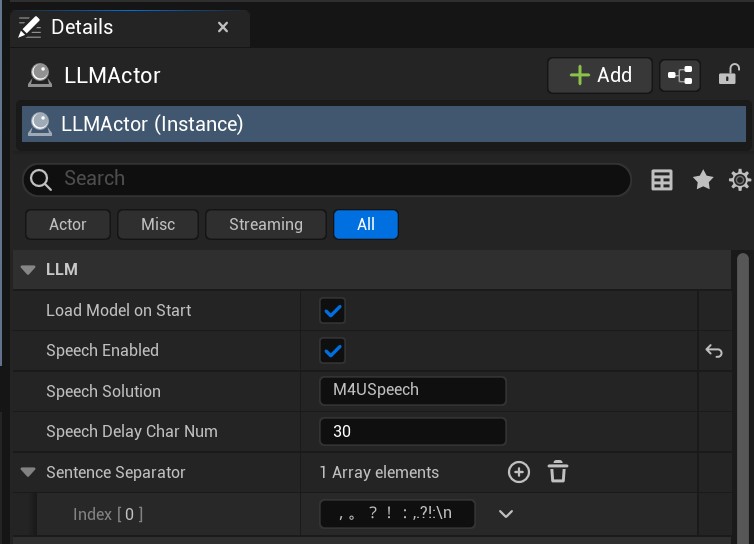 Details
LLMActor
Add
LLMActor (Instance)
Search
Actor Misc Streaming All
LLM
Load Model on Start
Speech Enabled
Speech Solution M4USpeech
Speech Delay Char Num 30
Sentence Separator 1 Array elements
Index [ 0 ] ，。？！：,.?!:\n